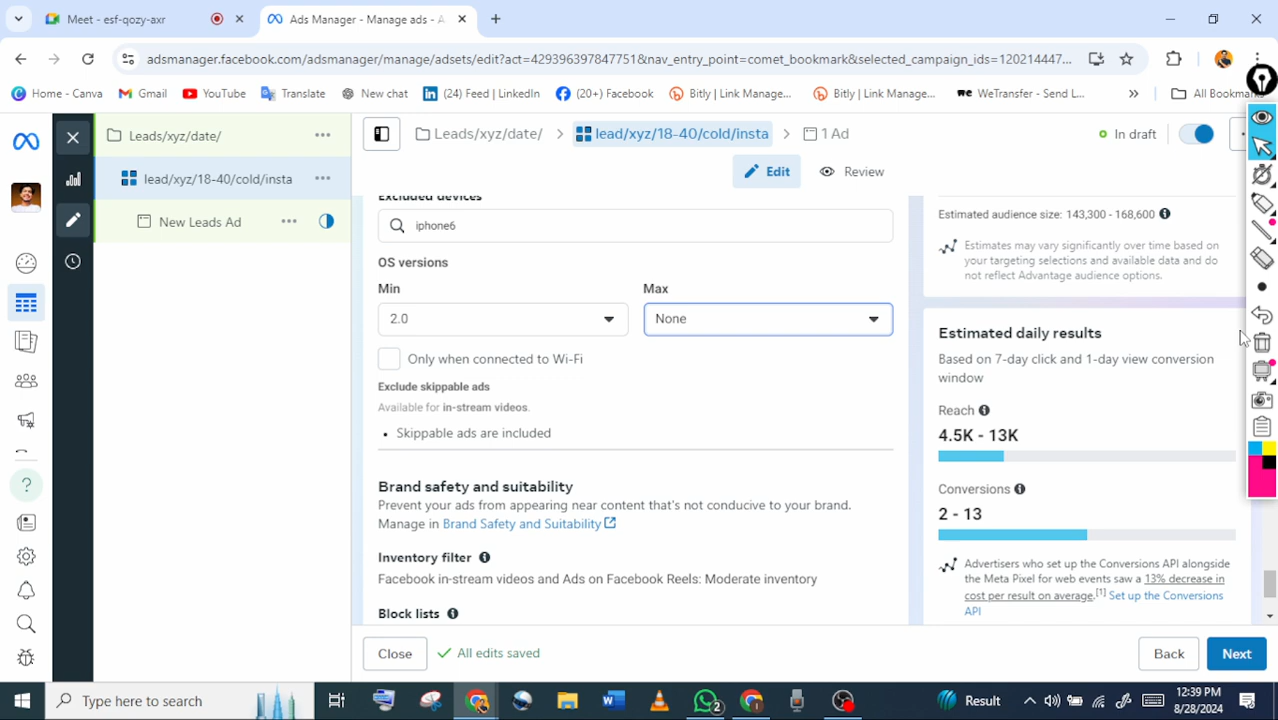 Meet - esf-qozy-axr
Ads Manager - Manage ads - A
adsmanager.facebook.com/adsmanager/manage/adsets/edit?act=429396397847751&nav_entry_point=comet_bookmark&selected_campaign_ids=120214447...
Home - Canva
Gmail
YouTube
Translate
New chat
(24) Feed | LinkedIn
(20+) Facebook
Bitly | Link Manage...
Bitly | Link Manage...
WeTransfer - Send L...
All Bookmarks
Leads/xyz/date/
lead/xyz/18-40/cold/insta
New Leads Ad
Leads/xyz/date/
lead/xyz/18-40/cold/insta
1 Ad
In draft
Edit
Review
Excluded devices
iphone6
OS versions
Min
Max
2.0
None
Only when connected to Wi-Fi
Exclude skippable ads
Available for in-stream videos.
Skippable ads are included
Brand safety and suitability
Prevent your ads from appearing near content that's not conducive to your brand.
Manage in Brand Safety and Suitability
Inventory filter
Facebook in-stream videos and Ads on Facebook Reels: Moderate inventory
Block lists
Estimated audience size: 143,300 - 168,600
Estimates may vary significantly over time based on
your targeting selections and available data and do
not reflect Advantage audience options.
Estimated daily results
Based on 7-day click and 1-day view conversion
window
Reach
4.5K - 13K
Conversions
2 - 13
Advertisers who set up the Conversions API alongside
the Meta Pixel for web events saw a 13% decrease in
cost per result on average.[1] Set up the Conversions
API
Close
All edits saved
Back
Next
Type here to search
2
Result
12:39 PM
8/28/2024